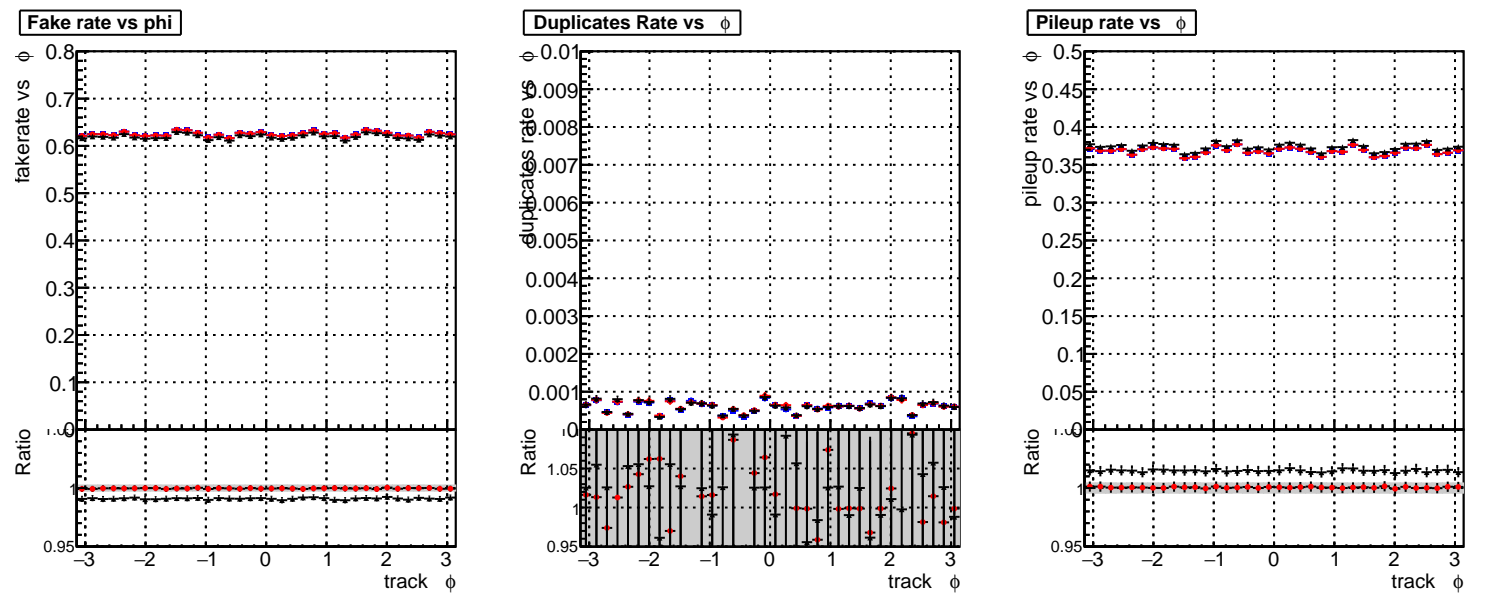 Fake rate vs phi
fakerate vs ϕ
0.8
0.7
0.6
0.5
0.4
0.3
0.2
0.1
0
Ratio
1
0.95
−3 −2 −1 0 1 2 3
track ϕ
Duplicates Rate vs ϕ
duplicates rate vs ϕ
0.01
0.009
0.008
0.007
0.006
0.005
0.004
0.003
0.002
0.001
0
Ratio
1.05
1
0.95
−3 −2 −1 0 1 2 3
track ϕ
Pileup rate vs ϕ
pileup rate vs ϕ
0.5
0.45
0.4
0.35
0.3
0.25
0.2
0.15
0.1
0.05
0
Ratio
1
0.95
−3 −2 −1 0 1 2 3
track ϕ